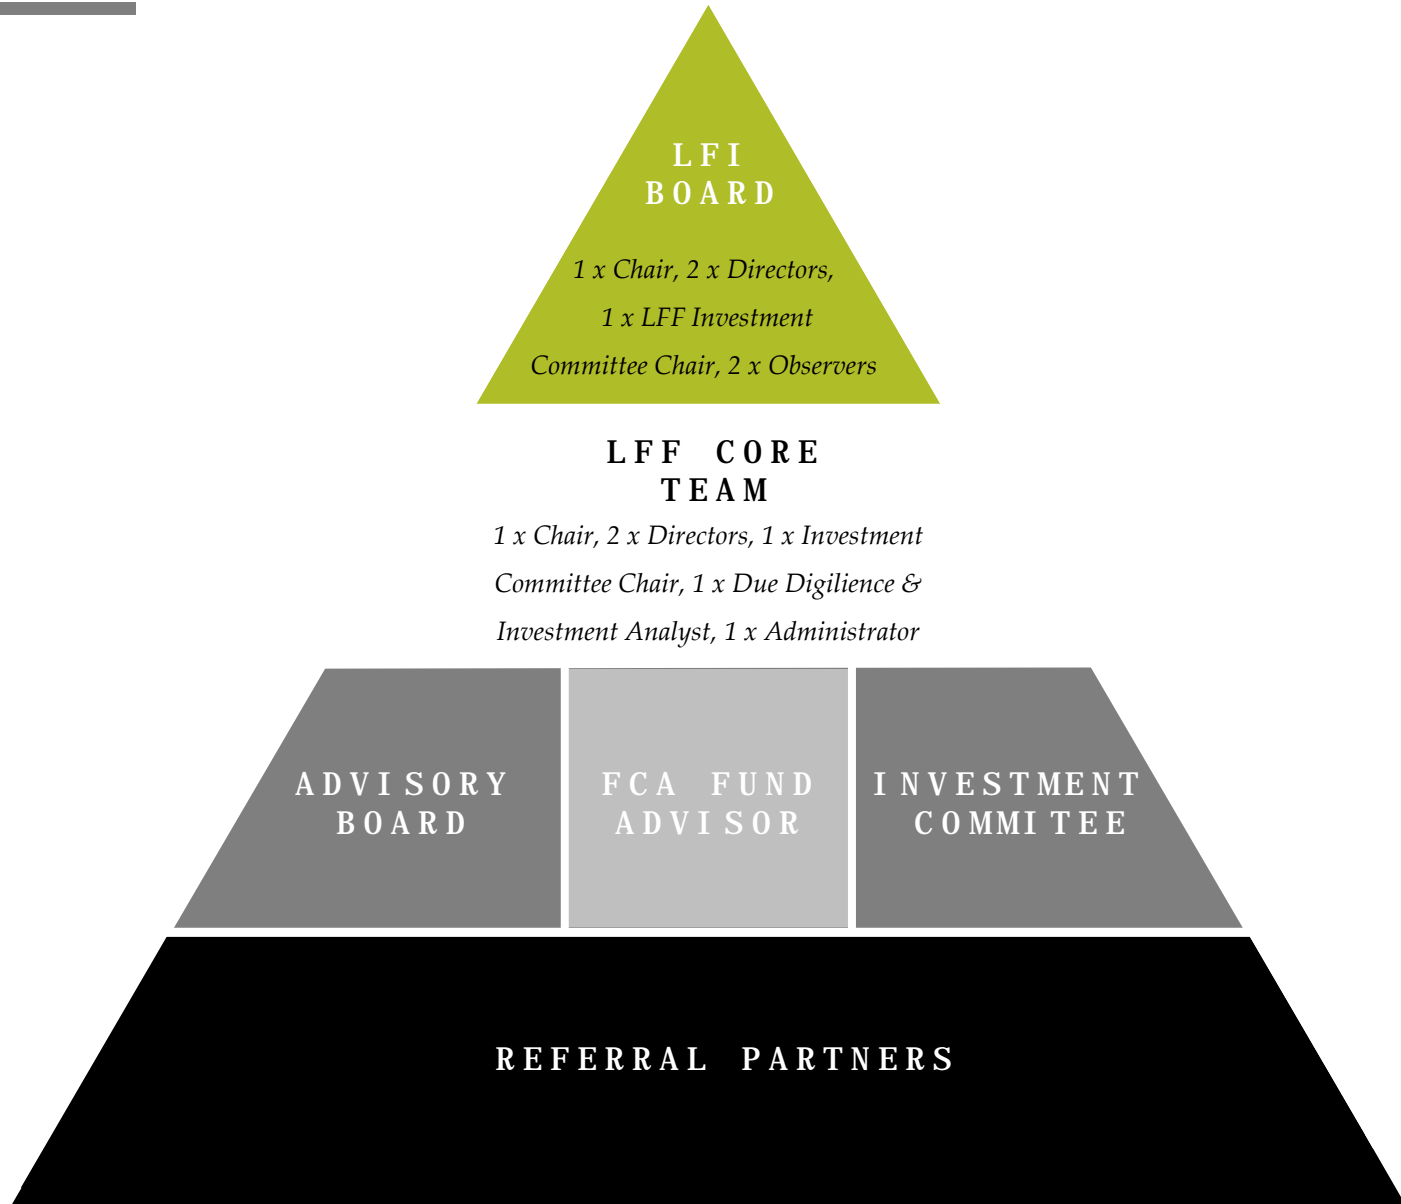 LFI
BOARD
1 x Chair, 2 x Directors,
1 x LFF Investment
Committee Chair, 2 x Observers
LFF CORE
TEAM
1 x Chair, 2 x Directors, 1 x Investment
Committee Chair, 1 x Due Digilience &
Investment Analyst, 1 x Administrator
ADVISORY
BOARD
FCA FUND
ADVISOR
INVESTMENT
COMMITEE
REFERRAL PARTNERS